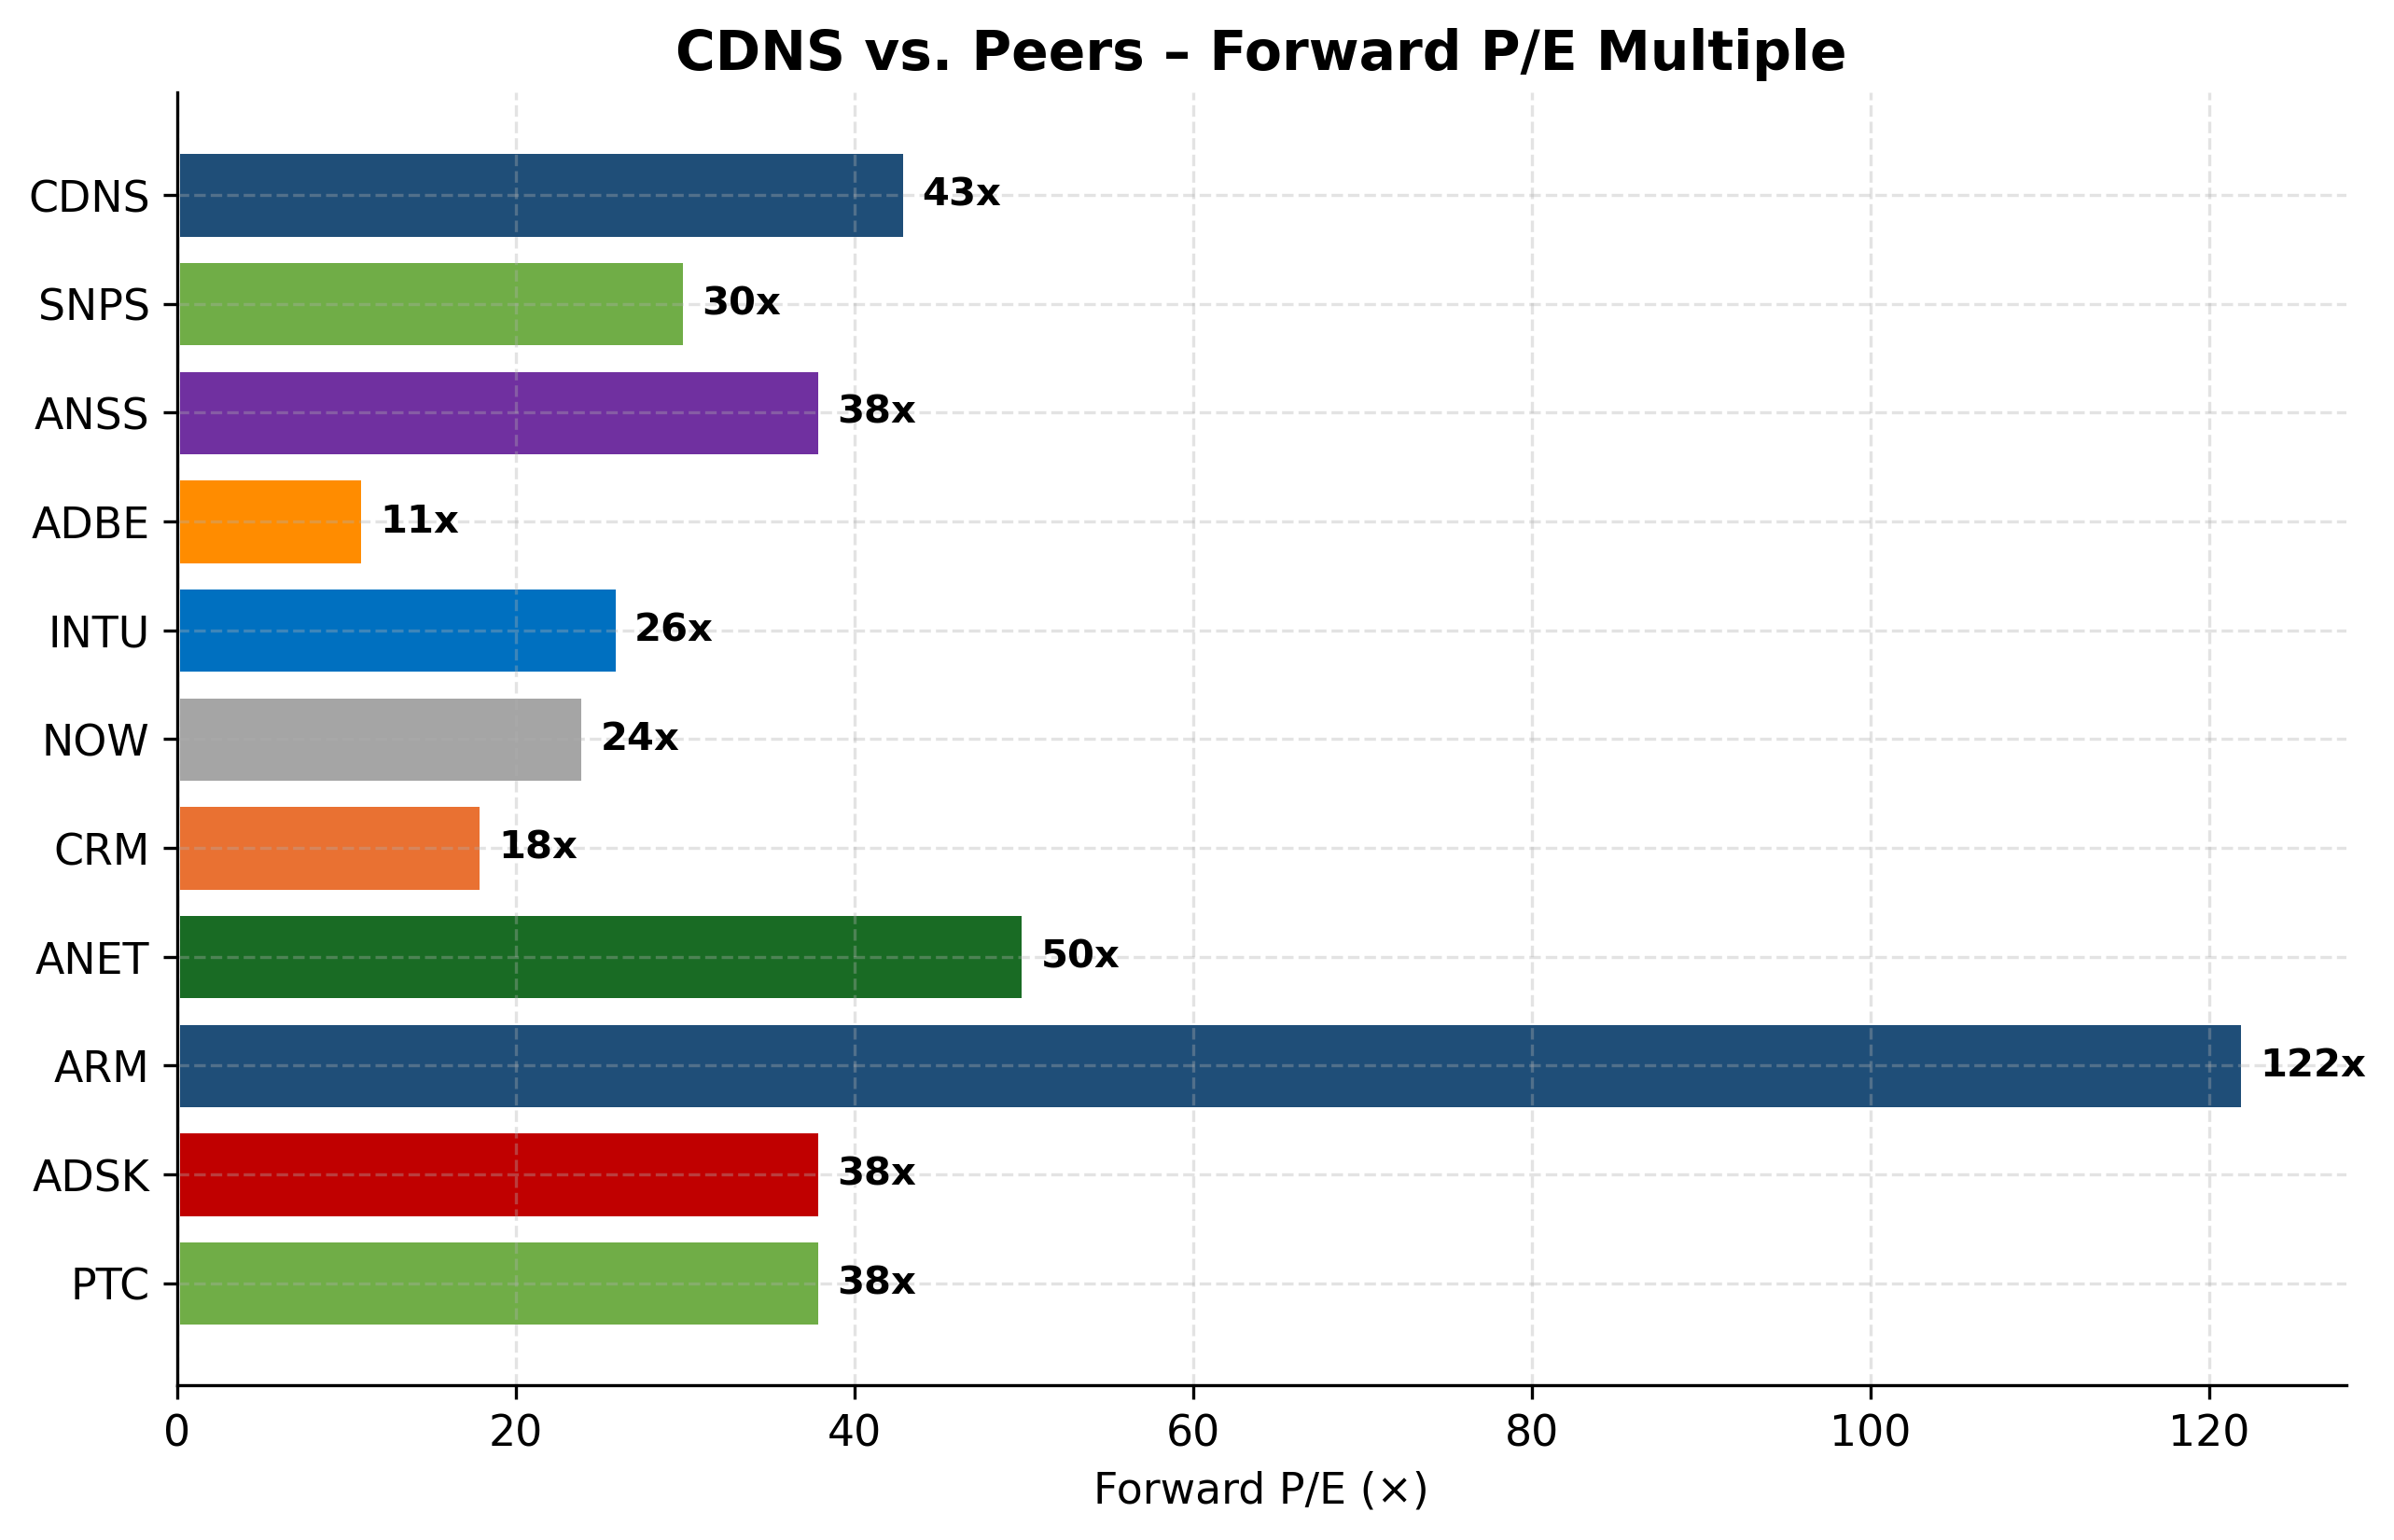 CDNS vs. Peers – Forward P/E Multiple
CDNS 43x
SNPS 30x
ANSS 38x
ADBE 11x
INTU 26x
NOW 24x
CRM 18x
ANET 50x
ARM 122x
ADSK 38x
PTC 38x
0 20 40 60 80 100 120
Forward P/E (×)